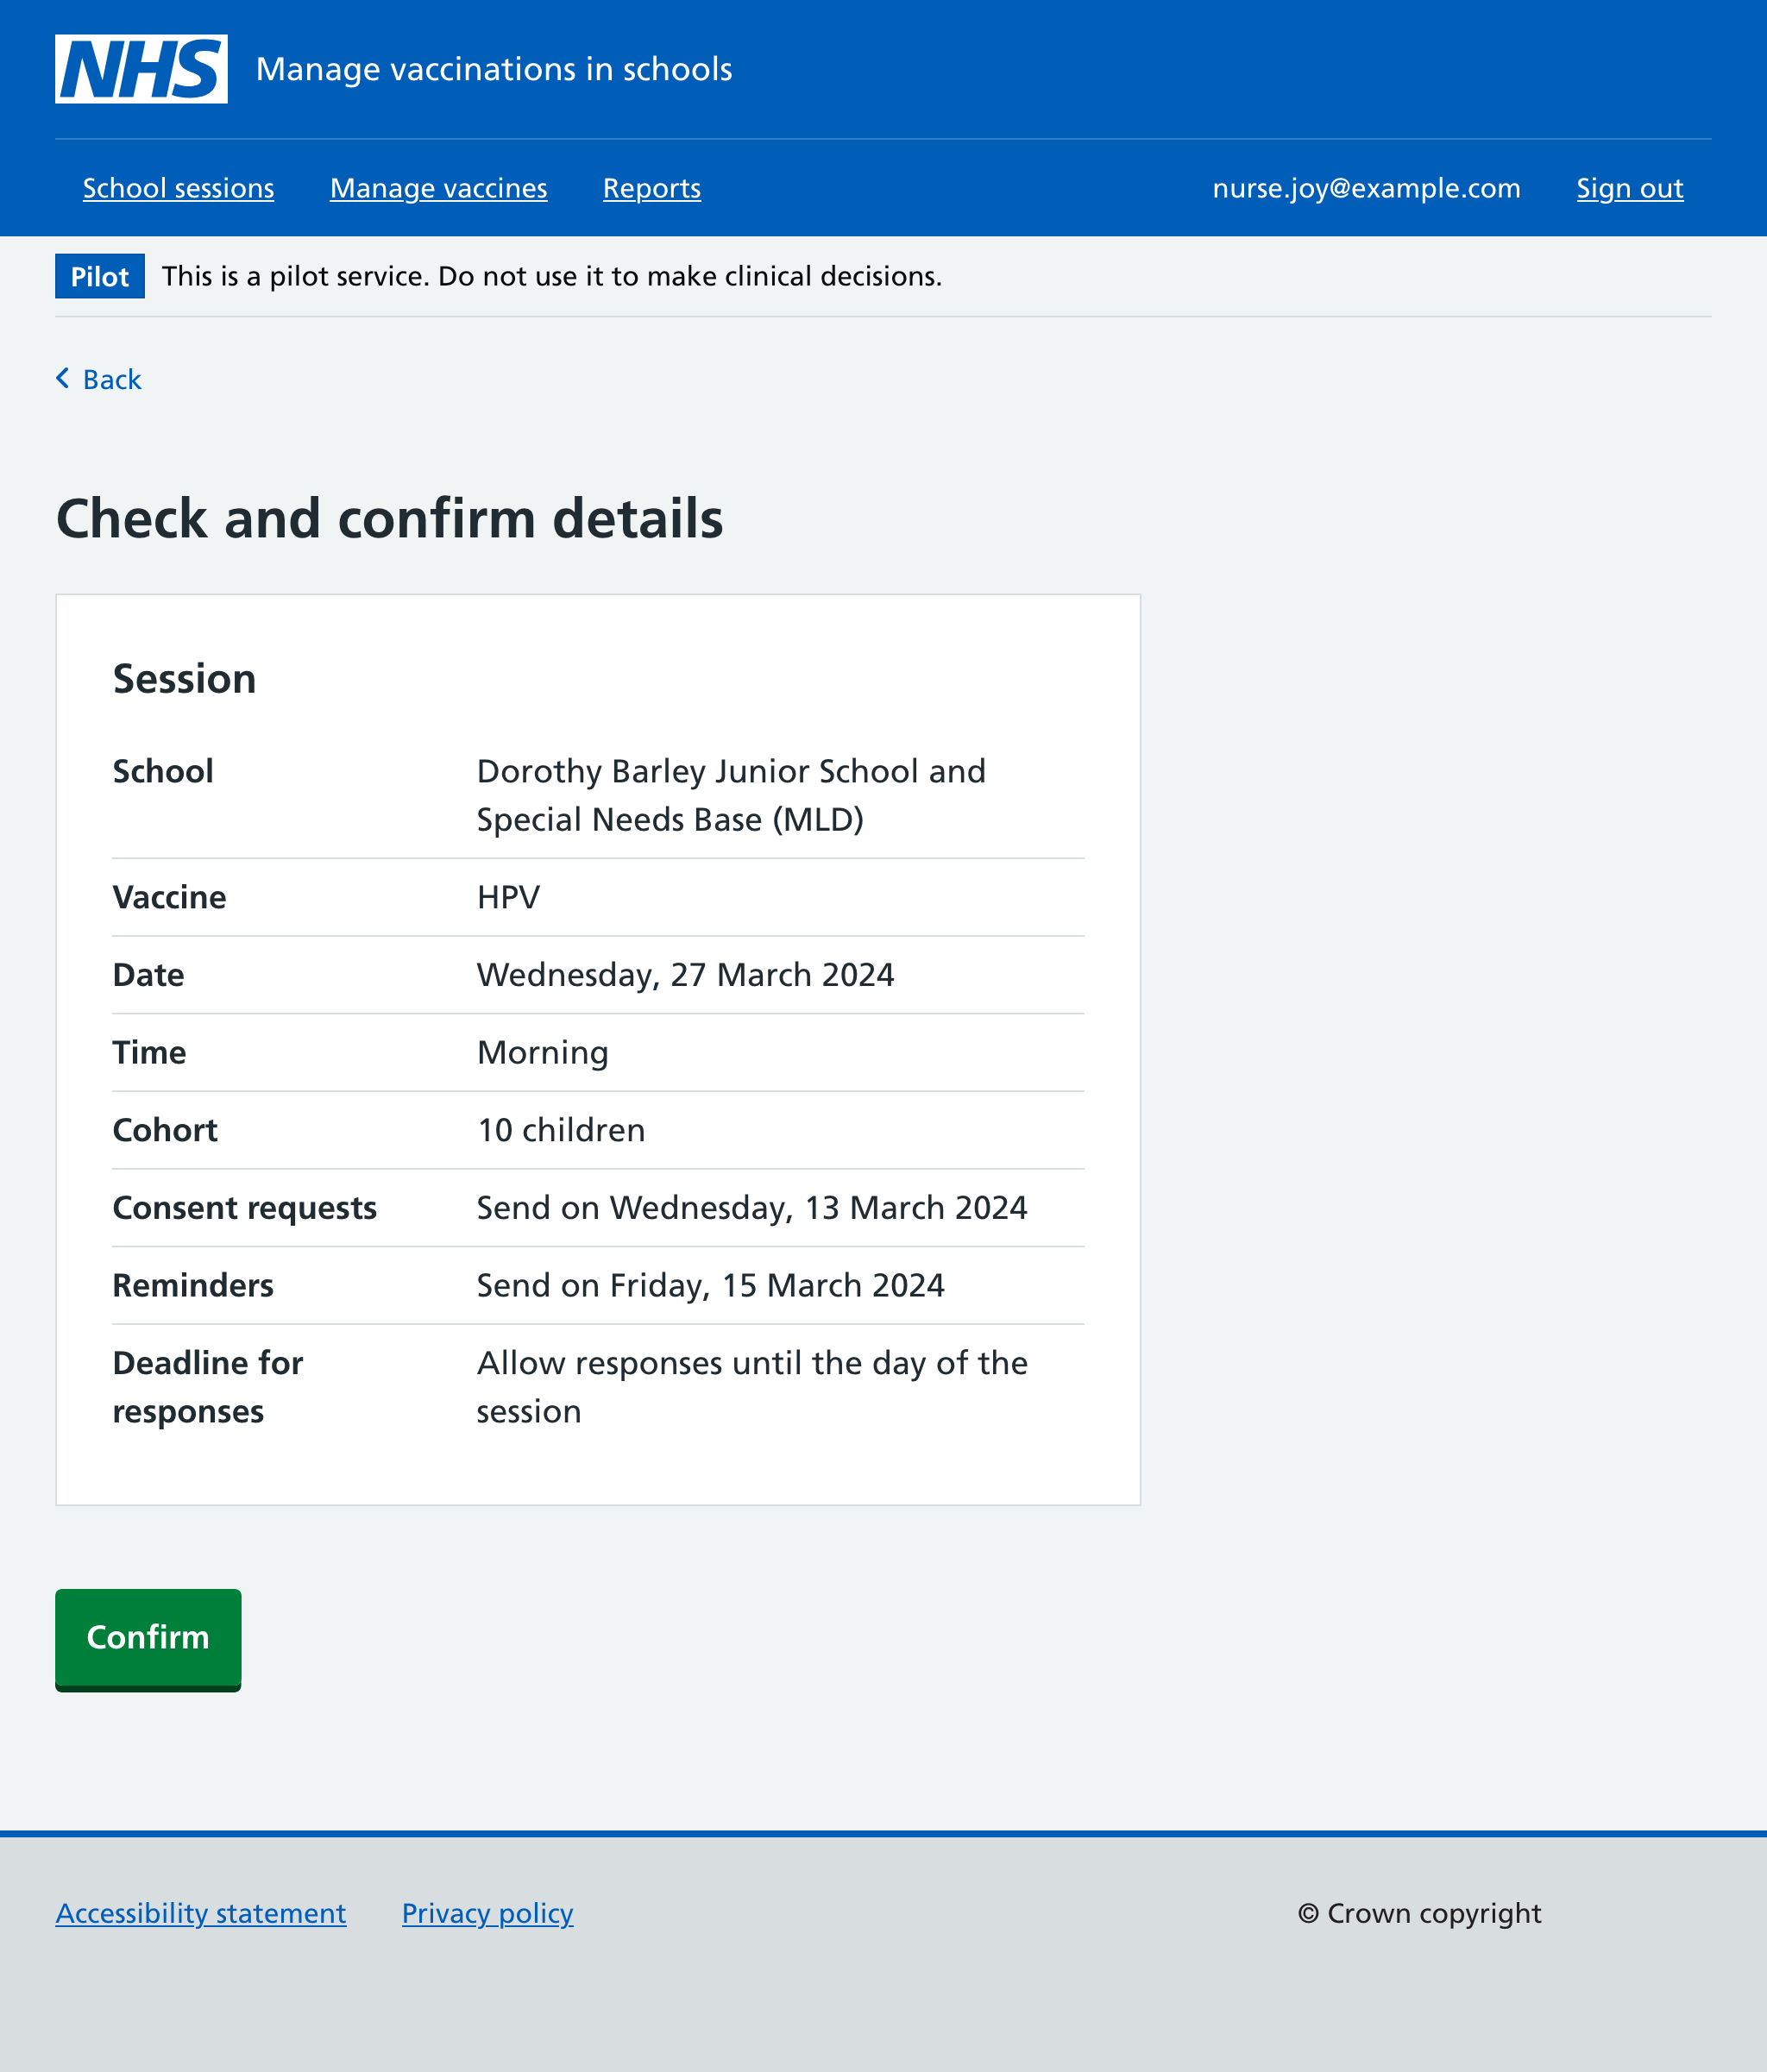 NHS Manage vaccinations in schools
School sessions Manage vaccines Reports nurse.joy@example.com Sign out
Pilot This is a pilot service. Do not use it to make clinical decisions.
Back
Check and confirm details
Session
School Dorothy Barley Junior School and
Special Needs Base (MLD)
Vaccine HPV
Date Wednesday, 27 March 2024
Time Morning
Cohort 10 children
Consent requests Send on Wednesday, 13 March 2024
Reminders Send on Friday, 15 March 2024
Deadline for Allow responses until the day of the
responses session
Confirm
Accessibility statement Privacy policy © Crown copyright